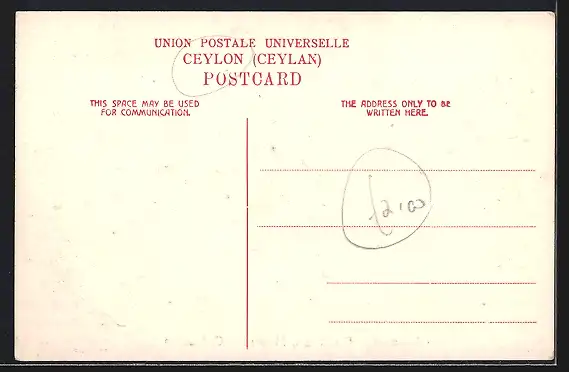 UNION POSTALE UNIVERSELLE
CEYLON (CEYLAN)
POSTCARD
THIS SPACE MAY BE USED
FOR COMMUNICATION.
THE ADDRESS ONLY TO BE
WRITTEN HERE.
£2.00